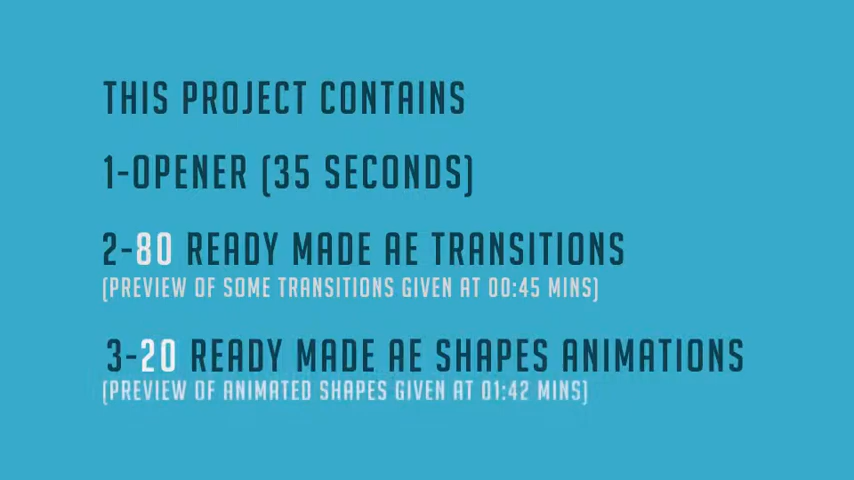 THIS PROJECT CONTAINS
1-OPENER (35 SECONDS)
2-80 READY MADE AE TRANSITIONS
(PREVIEW OF SOME TRANSITIONS GIVEN AT 00:45 MINS)
3-20 READY MADE AE SHAPES ANIMATIONS
(PREVIEW OF ANIMATED SHAPES GIVEN AT 01:42 MINS)